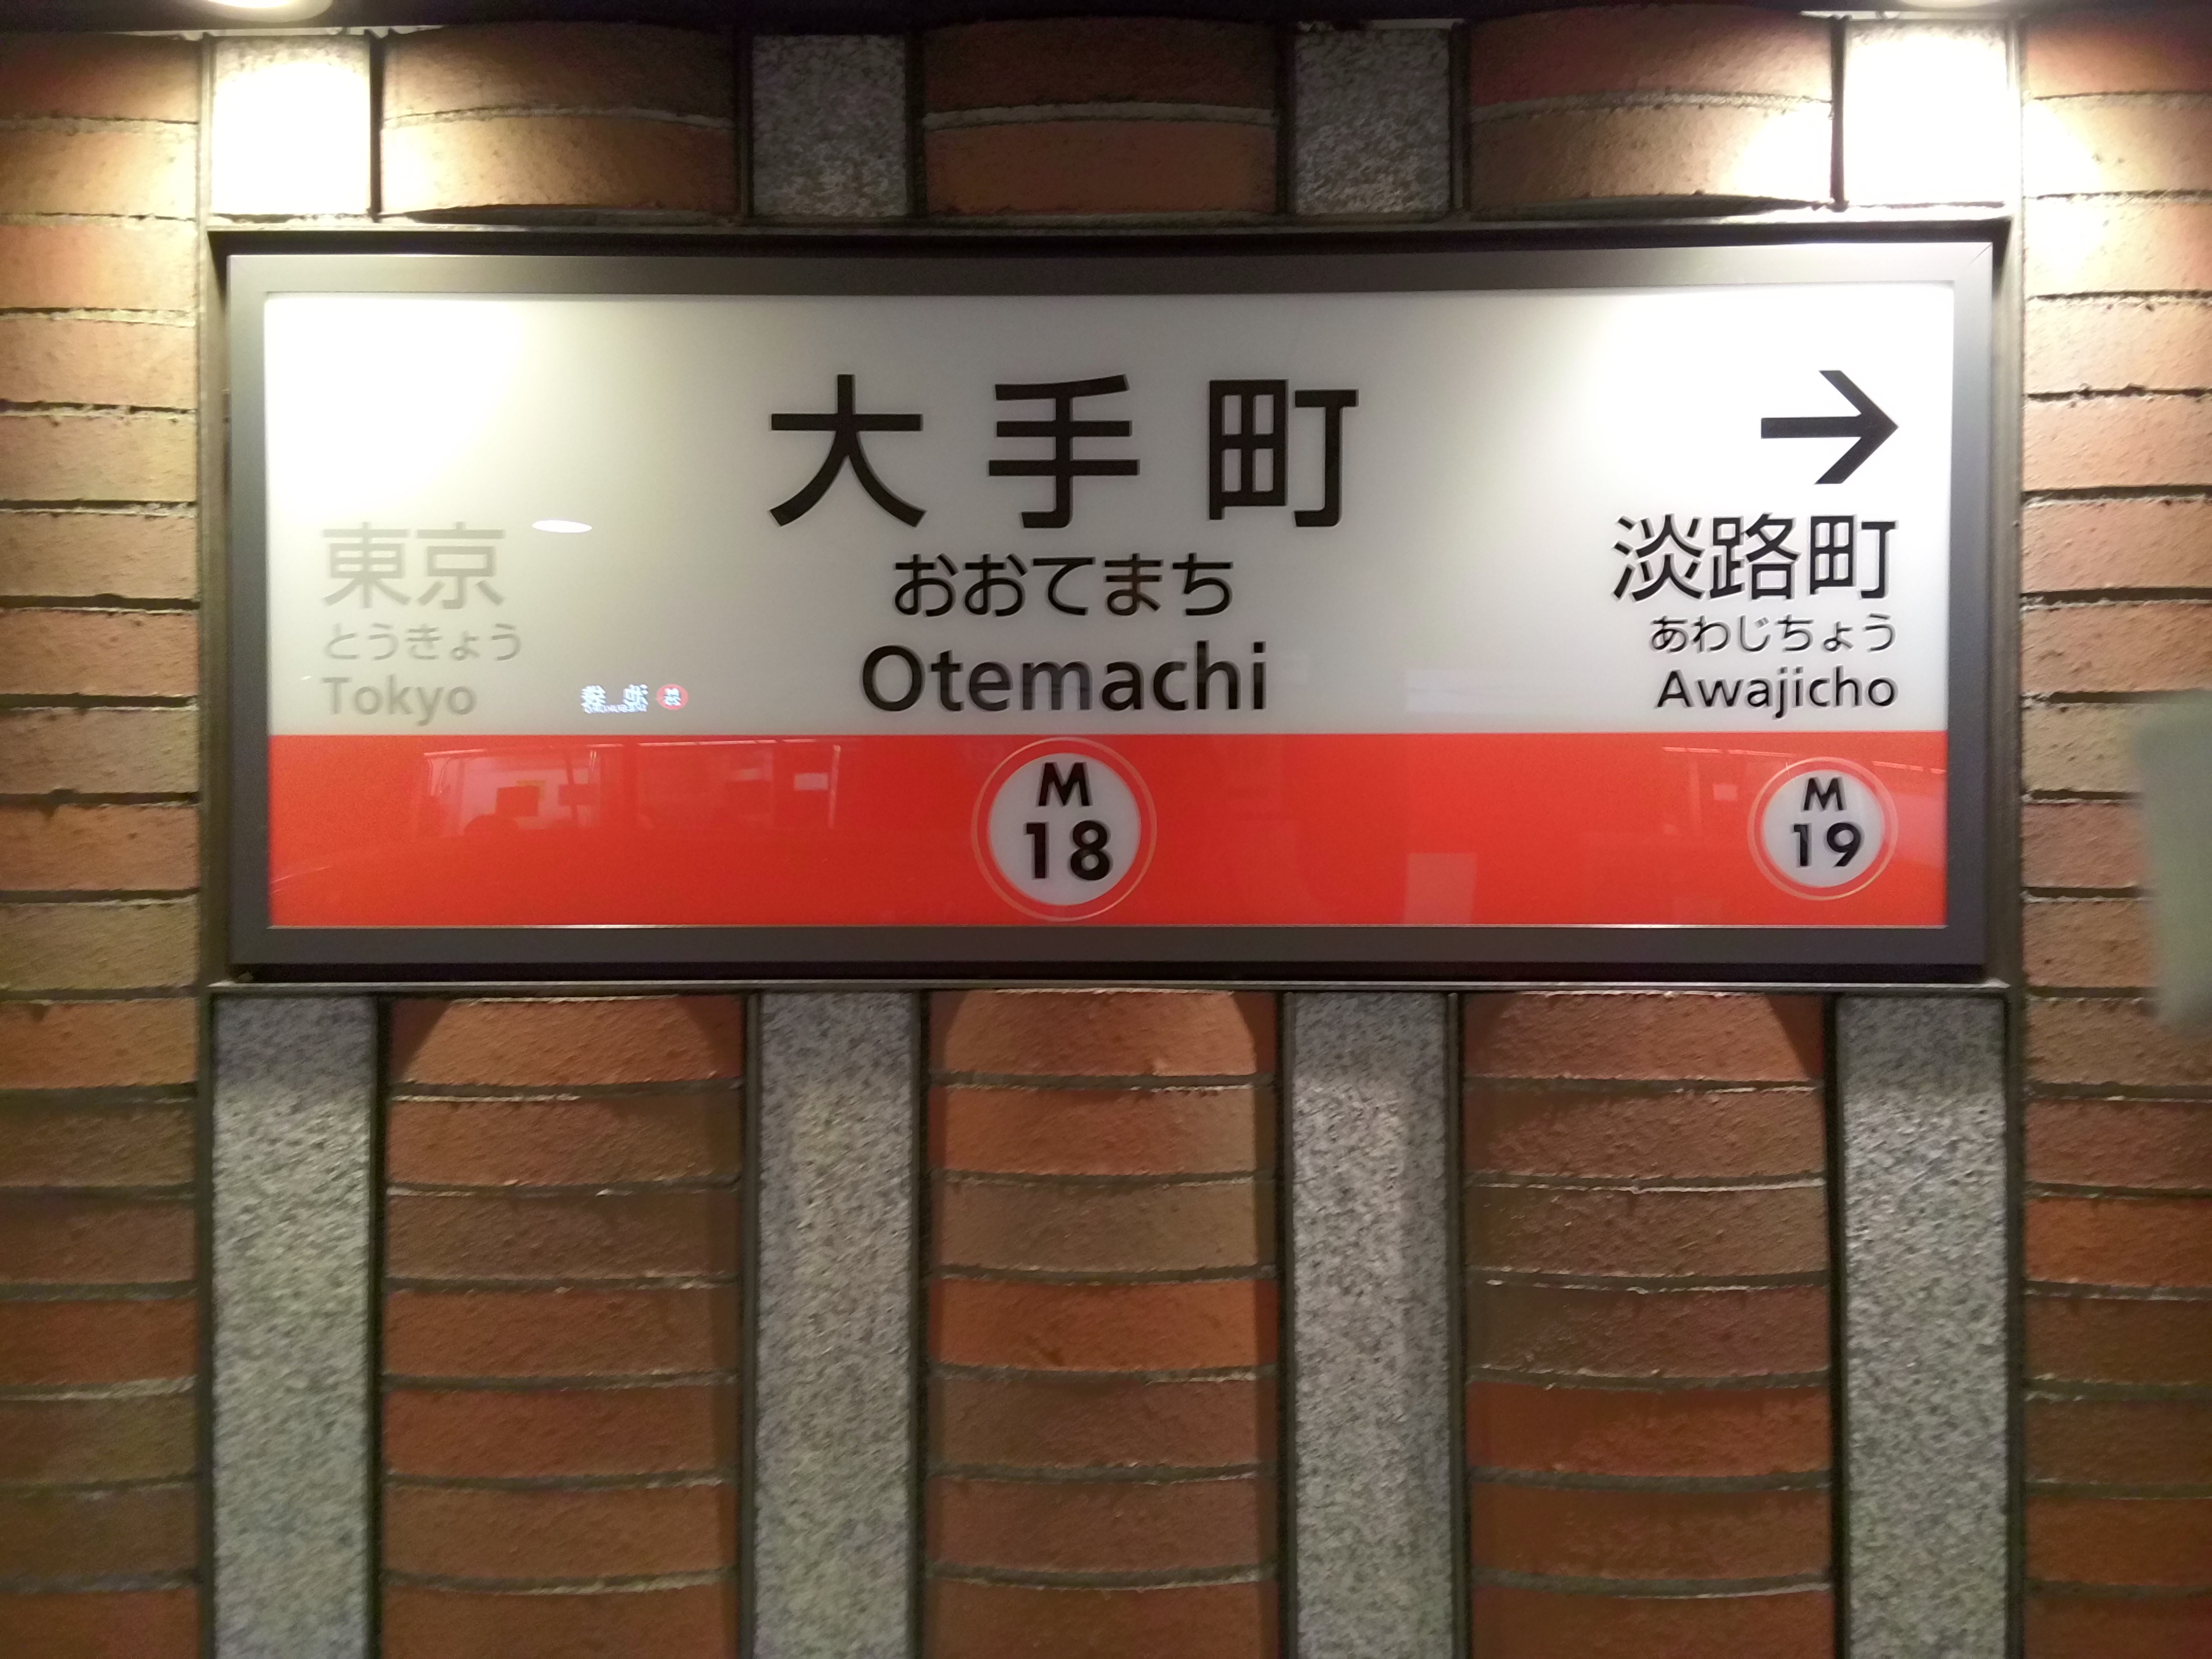 大手町
おおてまち
Otemachi
M
18
東京
とうきょう
Tokyo
→
淡路町
あわじちょう
Awajicho
M
19